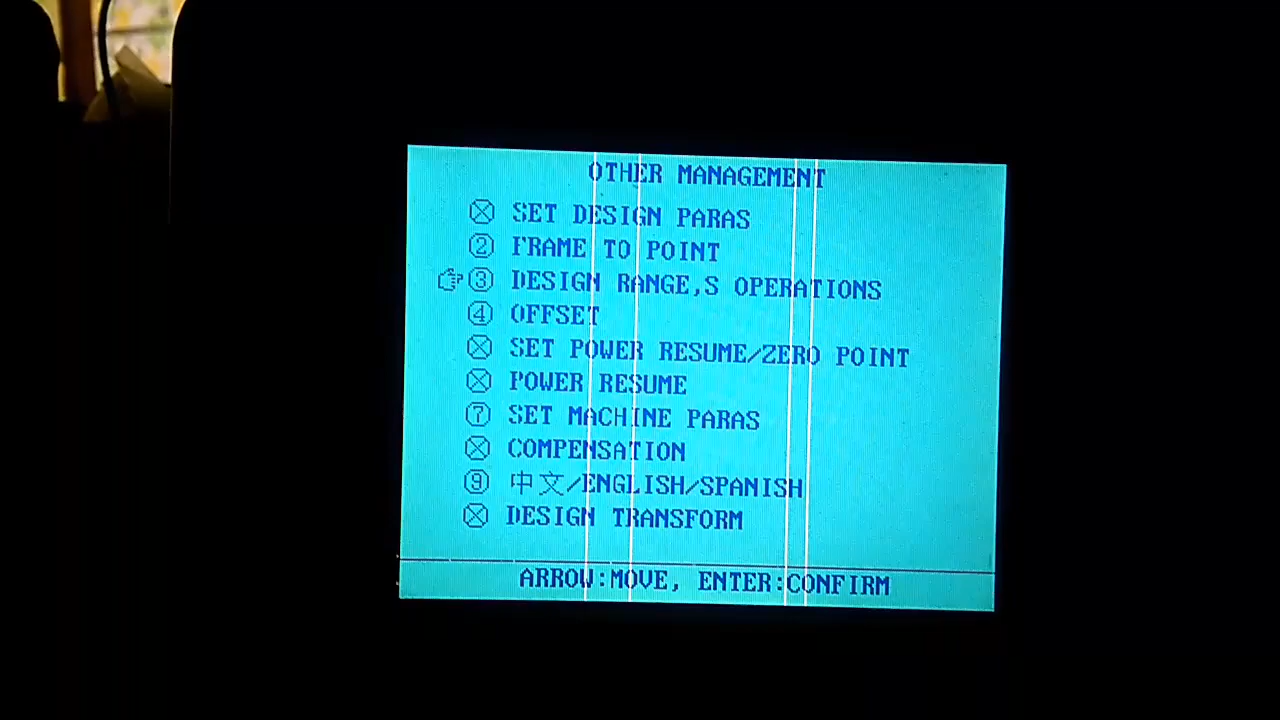 OTHER MANAGEMENT
⊗ SET DESIGN PARAS
② FRAME TO POINT
☞③ DESIGN RANGE,S OPERATIONS
④ OFFSET
⊗ SET POWER RESUME/ZERO POINT
⊗ POWER RESUME
⑦ SET MACHINE PARAS
⊗ COMPENSATION
⑨ 中文/ENGLISH/SPANISH
⊗ DESIGN TRANSFORM
ARROW:MOVE, ENTER:CONFIRM